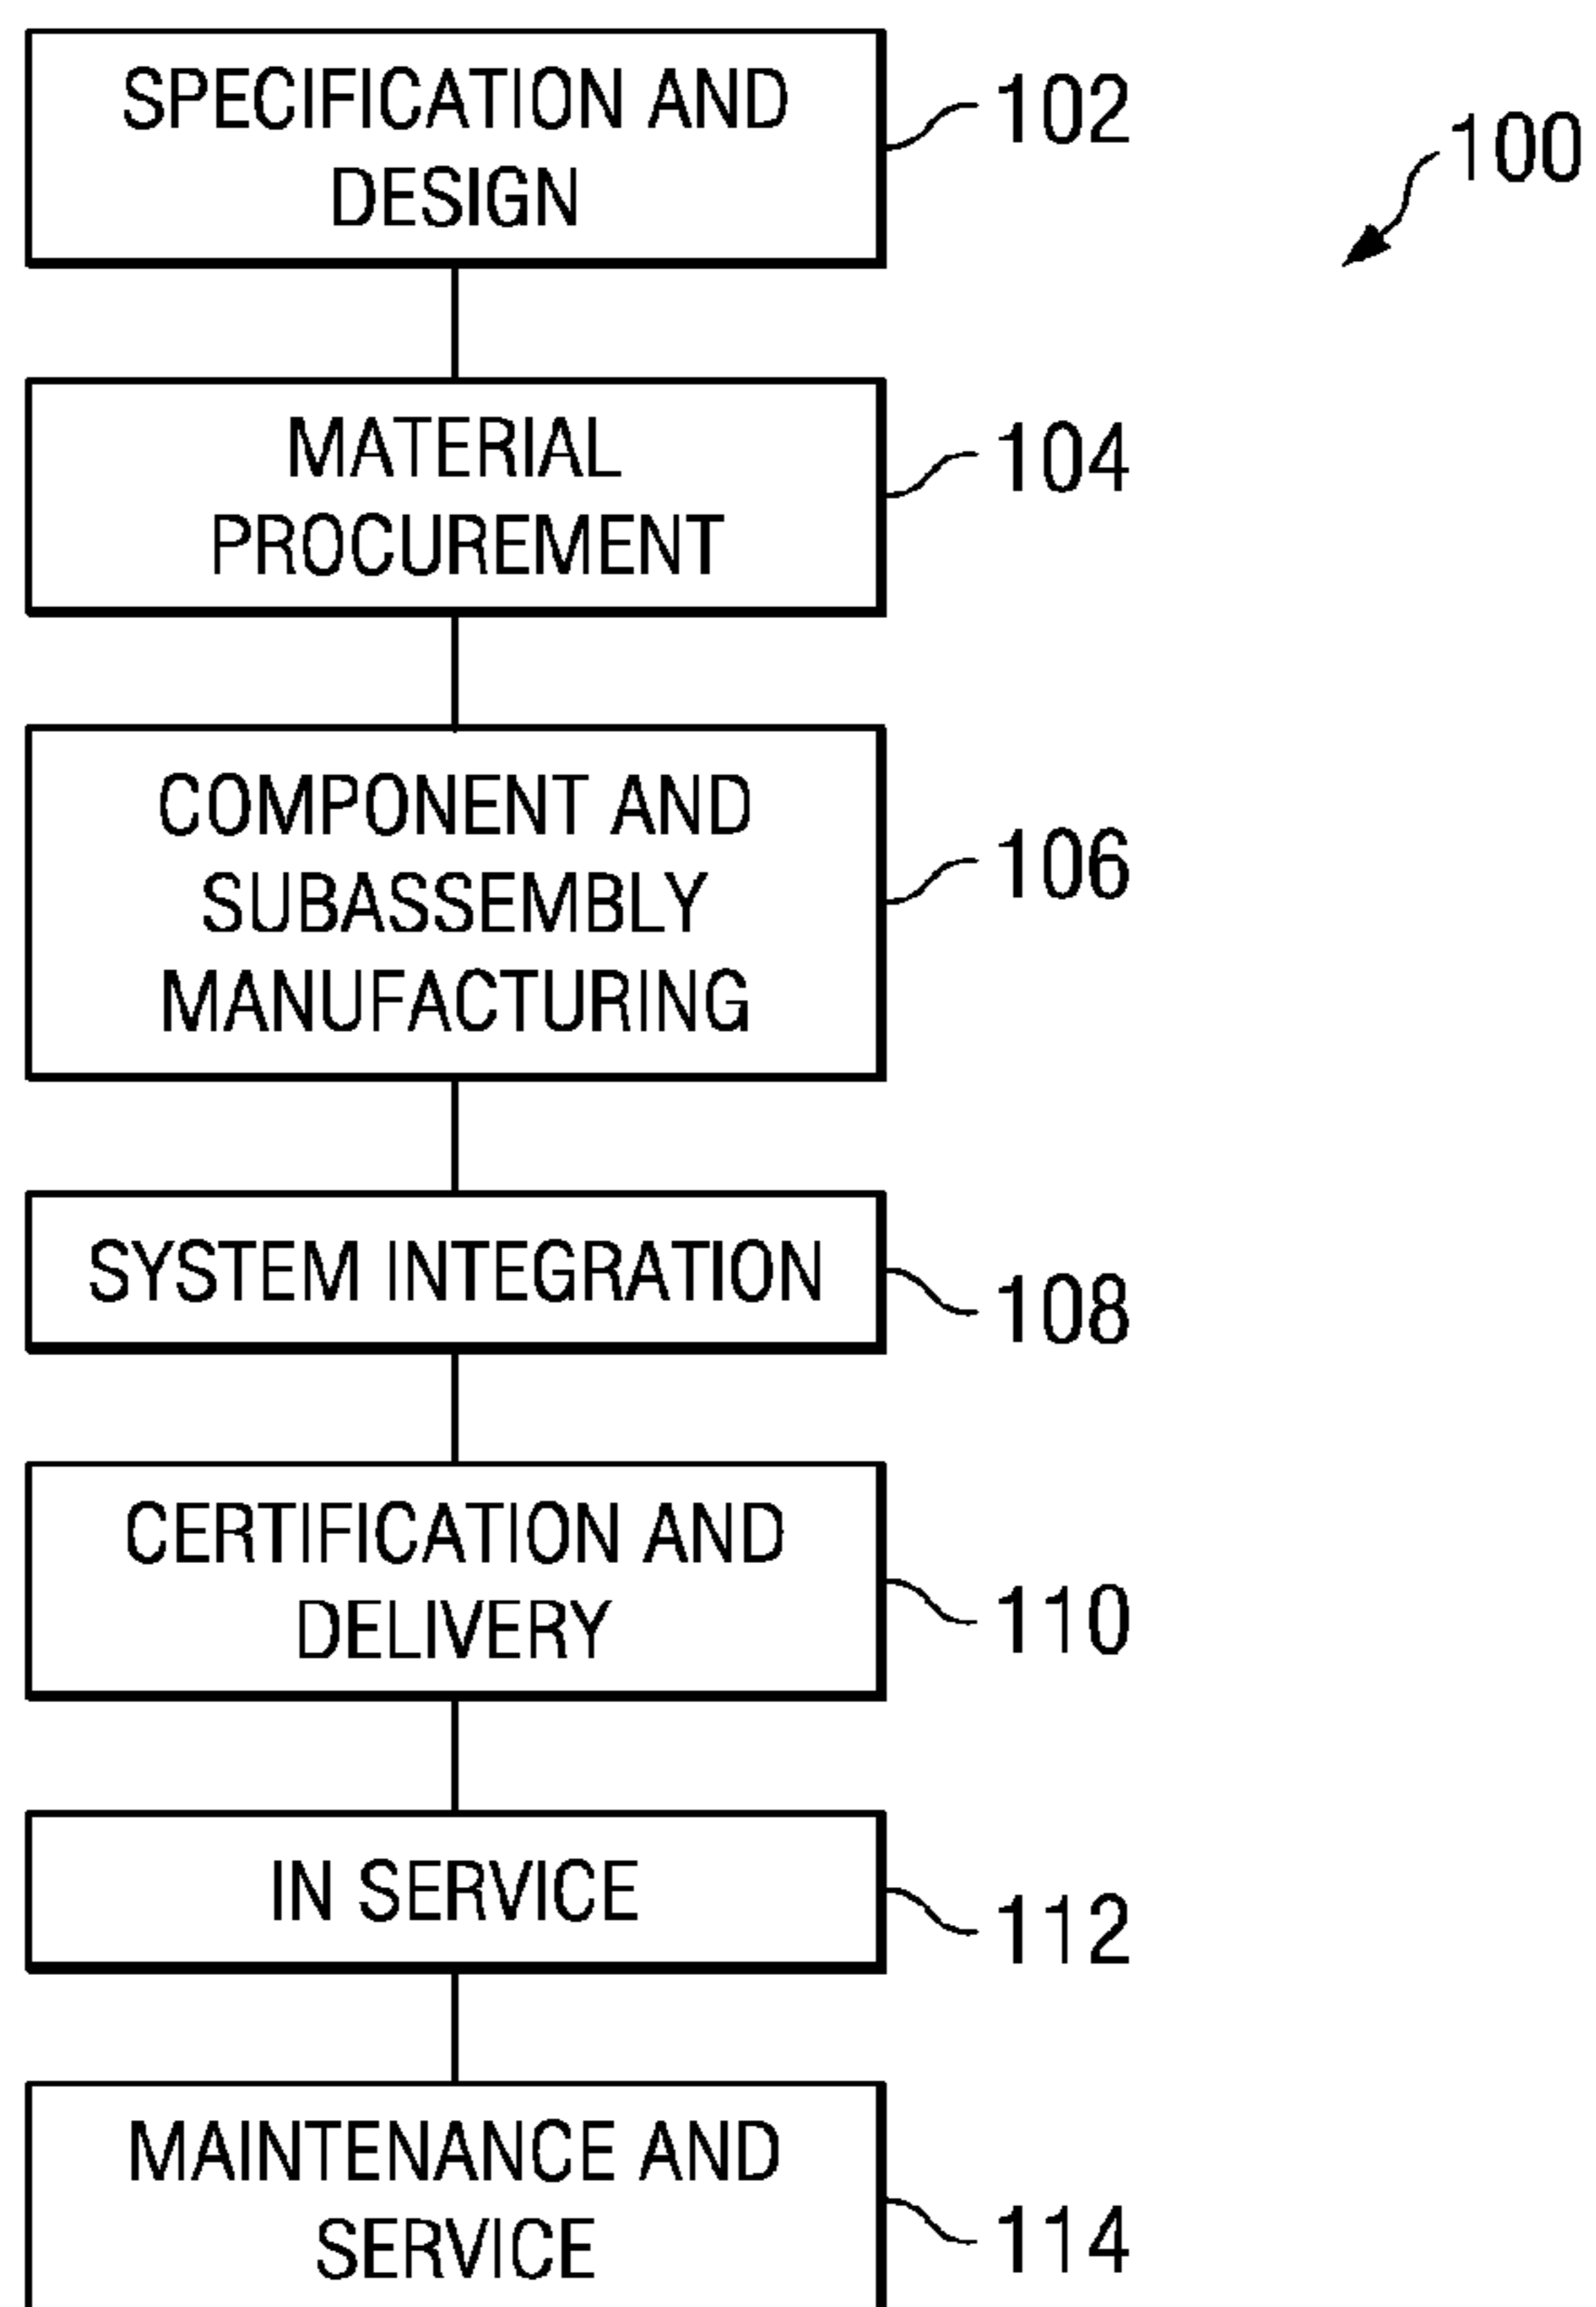 SPECIFICATION AND
DESIGN
102
100
MATERIAL
PROCUREMENT
104
COMPONENT AND
SUBASSEMBLY
MANUFACTURING
106
SYSTEM INTEGRATION
108
CERTIFICATION AND
DELIVERY
110
IN SERVICE
112
MAINTENANCE AND
SERVICE
114